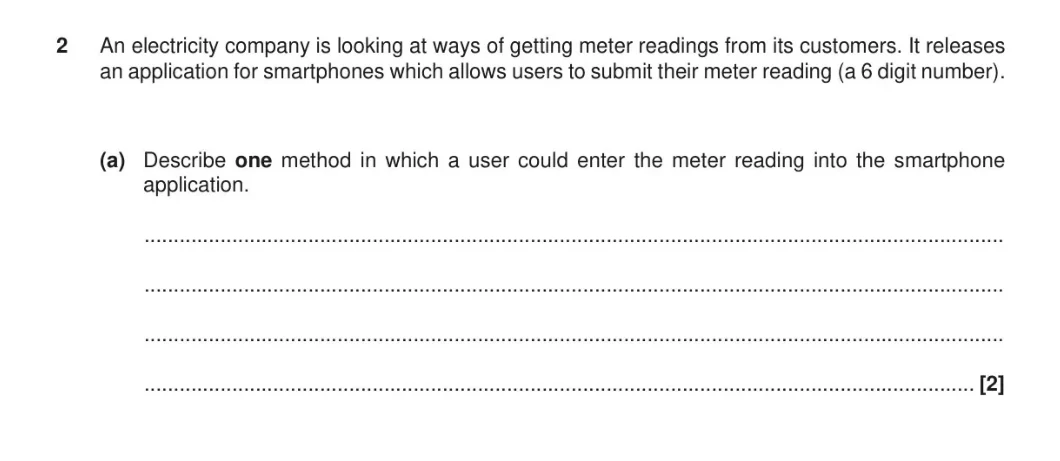 2 An electricity company is looking at ways of getting meter readings from its customers. It releases
an application for smartphones which allows users to submit their meter reading (a 6 digit number).
(a) Describe one method in which a user could enter the meter reading into the smartphone
application.
..........
..........
..........
.......... [2]